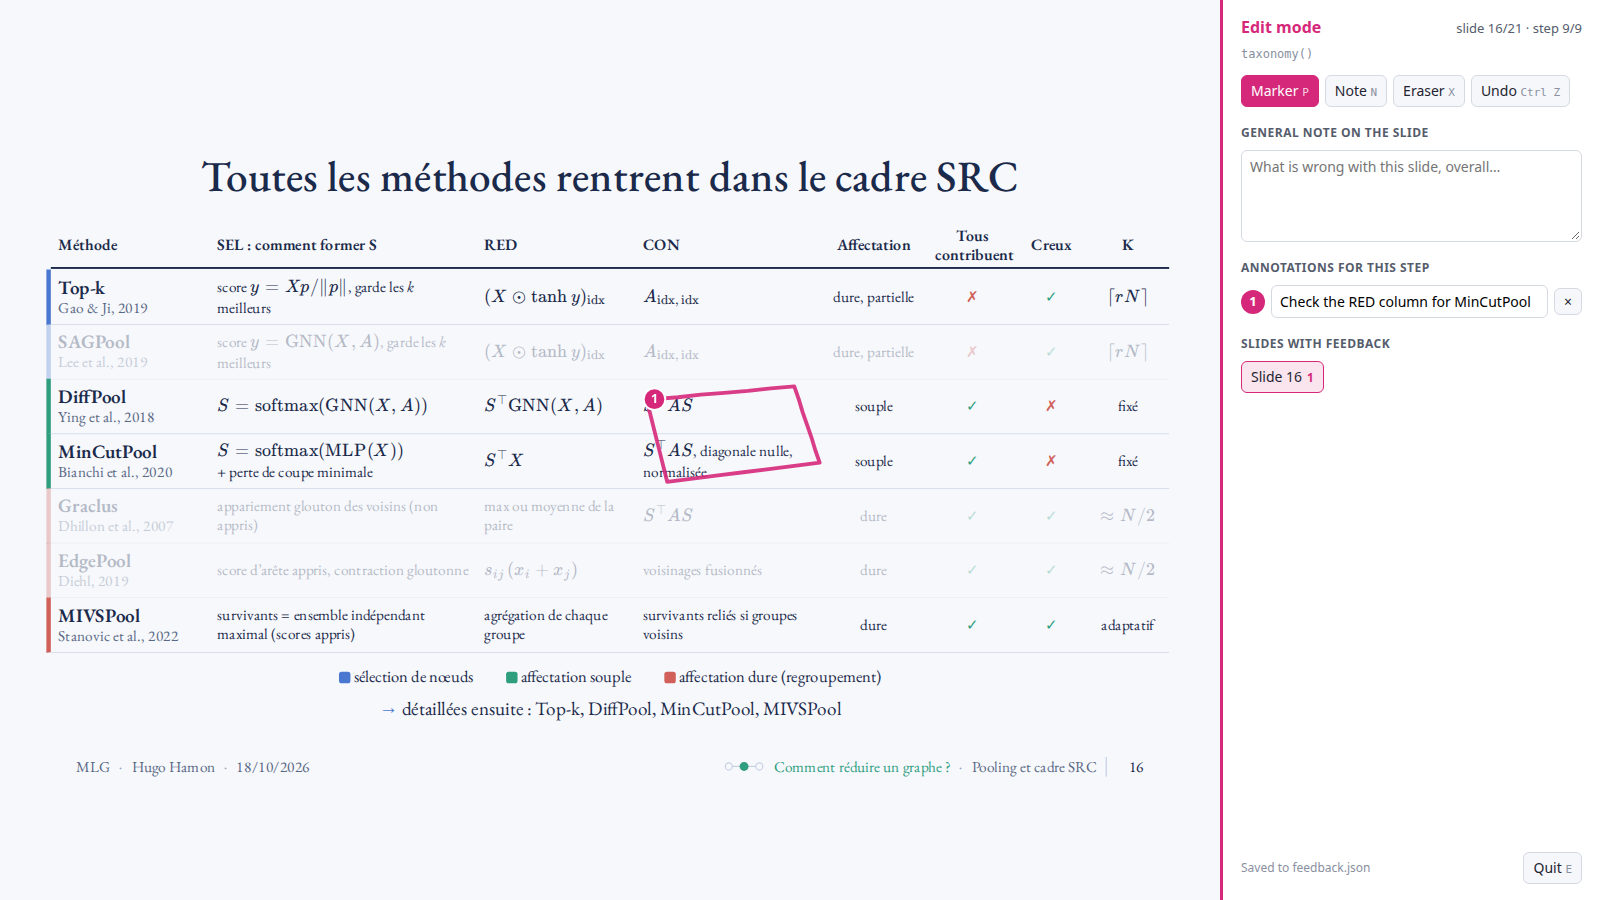 Toutes les méthodes rentrent dans le cadre SRC
Méthode SEL : comment former S RED CON Affectation Tous contribuent Creux K
Top-k
Gao & Ji, 2019
score y = Xp/‖p‖, garde les k
meilleurs
(X ⊙ tanh y)idx
Aidx, idx
dure, partielle
✗
✓
⌈rN⌉
SAGPool
Lee et al., 2019
score y = GNN(X, A), garde les k
meilleurs
(X ⊙ tanh y)idx
Aidx, idx
dure, partielle
✗
✓
⌈rN⌉
DiffPool
Ying et al., 2018
S = softmax(GNN(X, A))
S⊤GNN(X, A)
S⊤AS
souple
✓
✗
fixé
MinCutPool
Bianchi et al., 2020
S = softmax(MLP(X))
+ perte de coupe minimale
S⊤X
S⊤AS, diagonale nulle,
normalisée
souple
✓
✗
fixé
Graclus
Dhillon et al., 2007
appariement glouton des voisins (non
appris)
max ou moyenne de la
paire
S⊤AS
dure
✓
✓
≈ N/2
EdgePool
Diehl, 2019
score d’arête appris, contraction gloutonne
sij(xi + xj)
voisinages fusionnés
dure
✓
✓
≈ N/2
MIVSPool
Stanovic et al., 2022
survivants = ensemble indépendant
maximal (scores appris)
agrégation de chaque
groupe
survivants reliés si groupes
voisins
dure
✓
✓
adaptatif
sélection de nœuds affectation souple affectation dure (regroupement)
→ détaillées ensuite : Top-k, DiffPool, MinCutPool, MIVSPool
MLG · Hugo Hamon · 18/10/2026
Comment réduire un graphe ? · Pooling et cadre SRC 16
1
Edit mode slide 16/21 · step 9/9
taxonomy()
Marker P Note N Eraser X Undo Ctrl Z
GENERAL NOTE ON THE SLIDE
What is wrong with this slide, overall...
ANNOTATIONS FOR THIS STEP
1 Check the RED column for MinCutPool ×
SLIDES WITH FEEDBACK
Slide 16 1
Saved to feedback.json Quit E